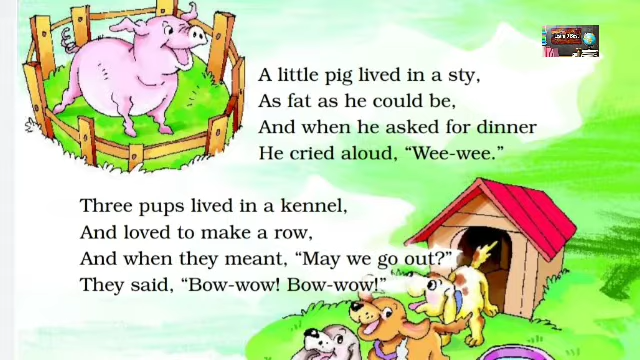 A little pig lived in a sty,
As fat as he could be,
And when he asked for dinner
He cried aloud, “Wee-wee.”
Three pups lived in a kennel,
And loved to make a row,
And when they meant, “May we go out?”
They said, “Bow-wow! Bow-wow!”